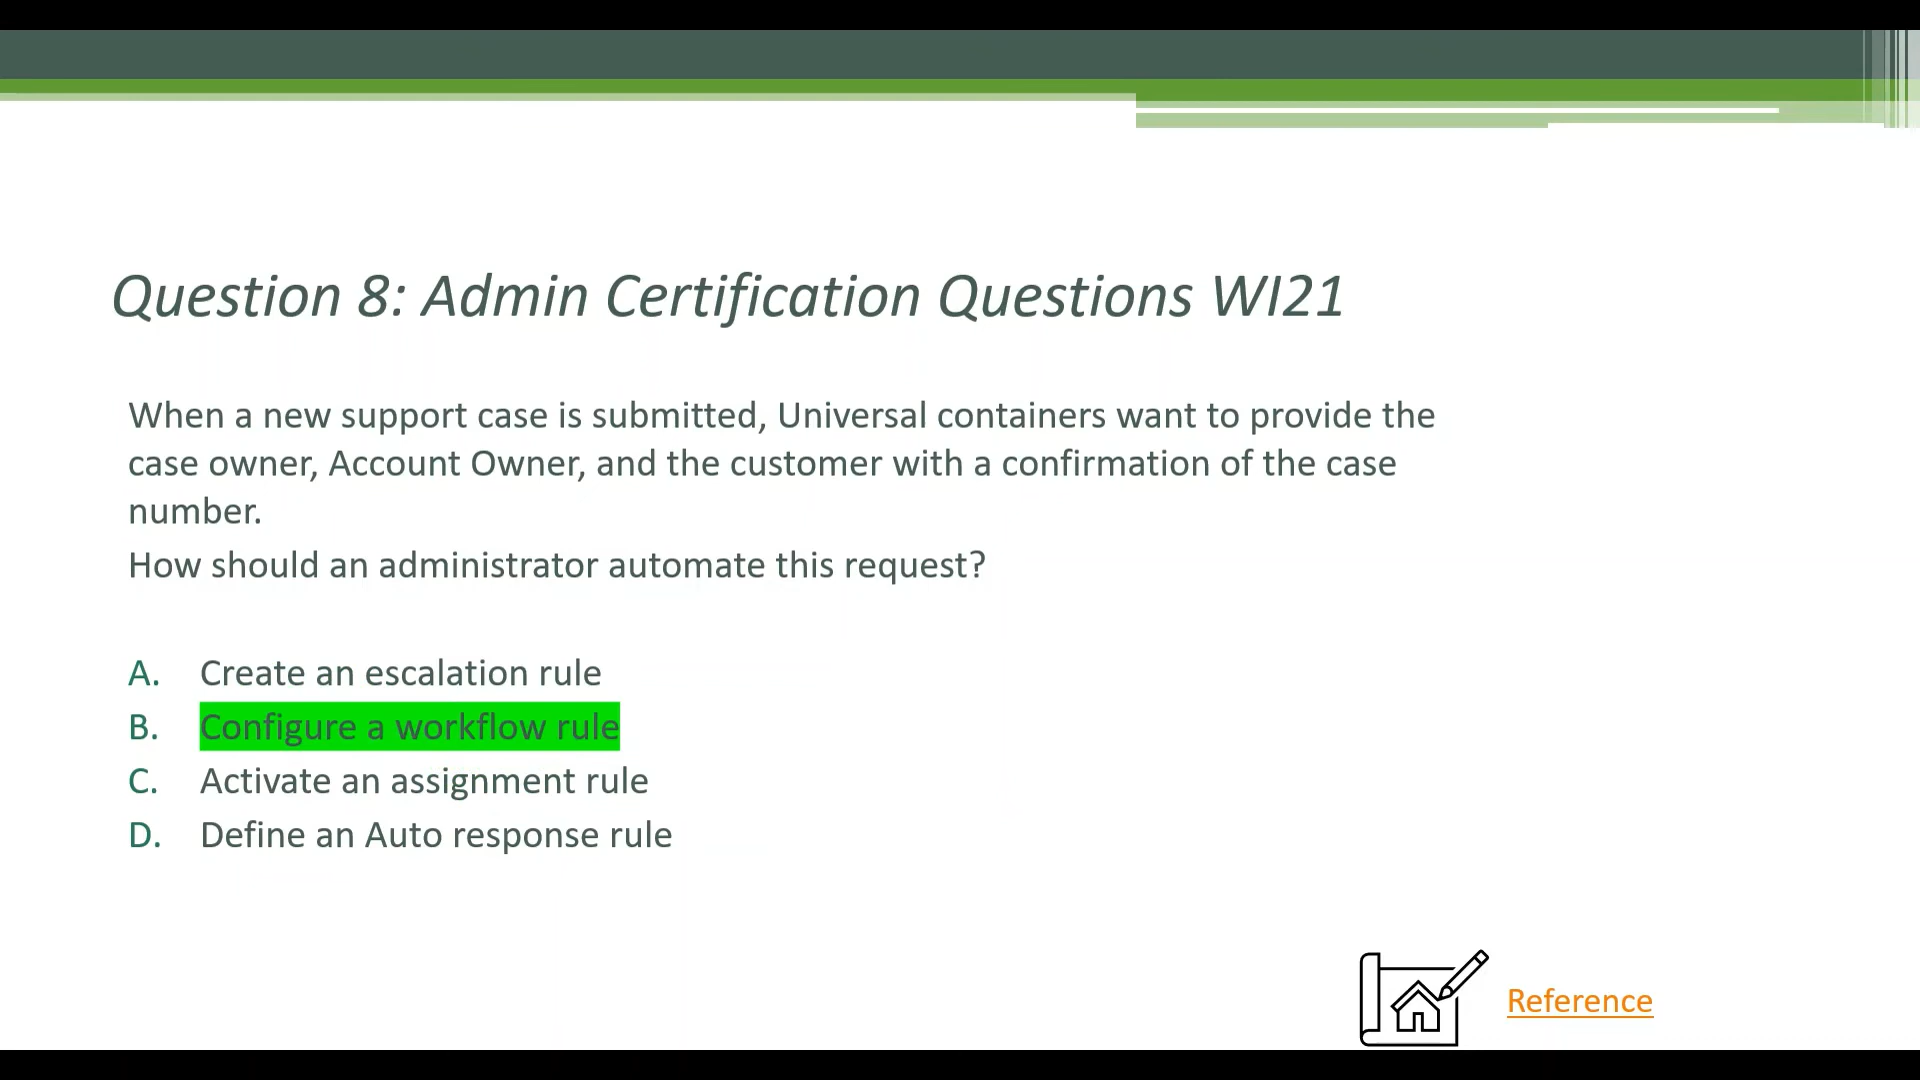 Question 8: Admin Certification Questions WI21
When a new support case is submitted, Universal containers want to provide the
case owner, Account Owner, and the customer with a confirmation of the case
number.
How should an administrator automate this request?
A. Create an escalation rule
B. Configure a workflow rule
C. Activate an assignment rule
D. Define an Auto response rule
Reference